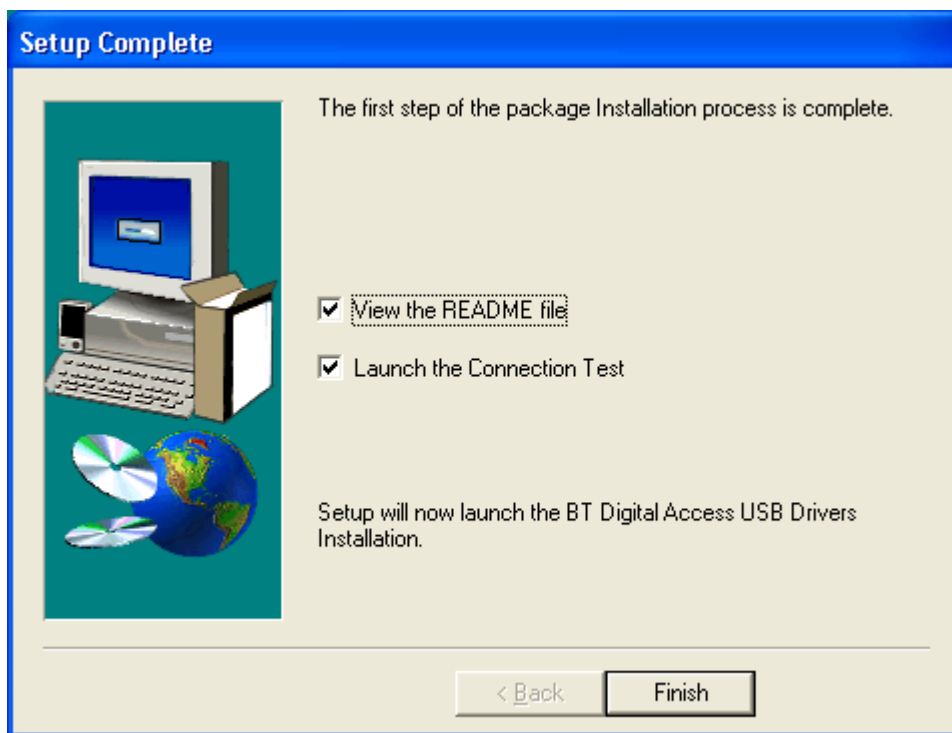 Setup Complete
The first step of the package Installation process is complete.
View the README file
Launch the Connection Test
Setup will now launch the BT Digital Access USB Drivers
Installation.
< Back
Finish